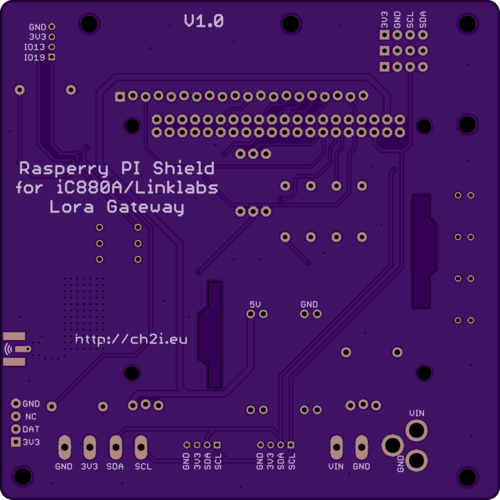 V1.0
GND
3V3
IO13
IO19
3V3
GND
SCL
SDA
Rasperry PI Shield
for iC880A/Linklabs
Lora Gateway
5V
GND
http://ch2i.eu
GND
NC
DAT
3V3
GND
3V3
SDA
SCL
GND
3V3
SDA
SCL
GND
3V3
SDA
SCL
VIN
GND
VIN
GND